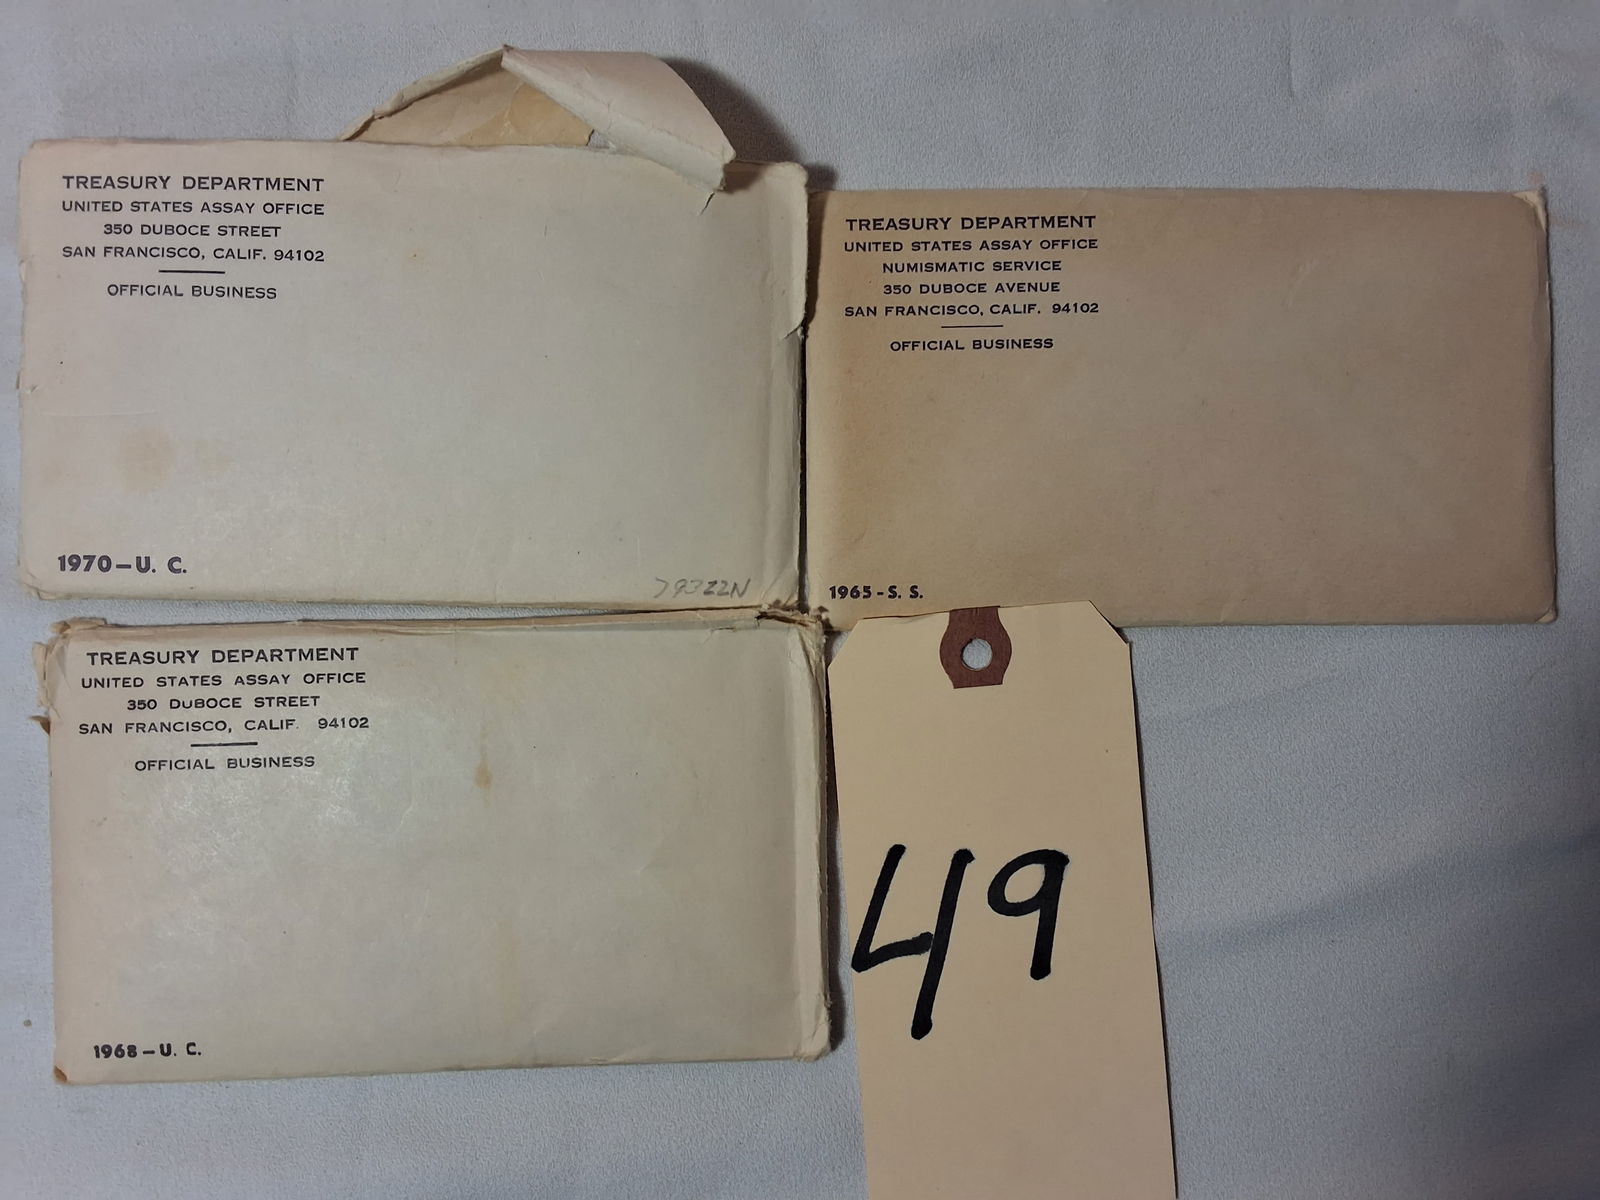 TREASURY DEPARTMENT
UNITED STATES ASSAY OFFICE
350 DUBOCE STREET
SAN FRANCISCO, CALIF. 94102
OFFICIAL BUSINESS
1970-U. C.
79322N
TREASURY DEPARTMENT
UNITED STATES ASSAY OFFICE
NUMISMATIC SERVICE
350 DUBOCE AVENUE
SAN FRANCISCO, CALIF. 94102
OFFICIAL BUSINESS
1965-S. S.
TREASURY DEPARTMENT
UNITED STATES ASSAY OFFICE
350 DUBOCE STREET
SAN FRANCISCO, CALIF. 94102
OFFICIAL BUSINESS
1968-U. C.
49